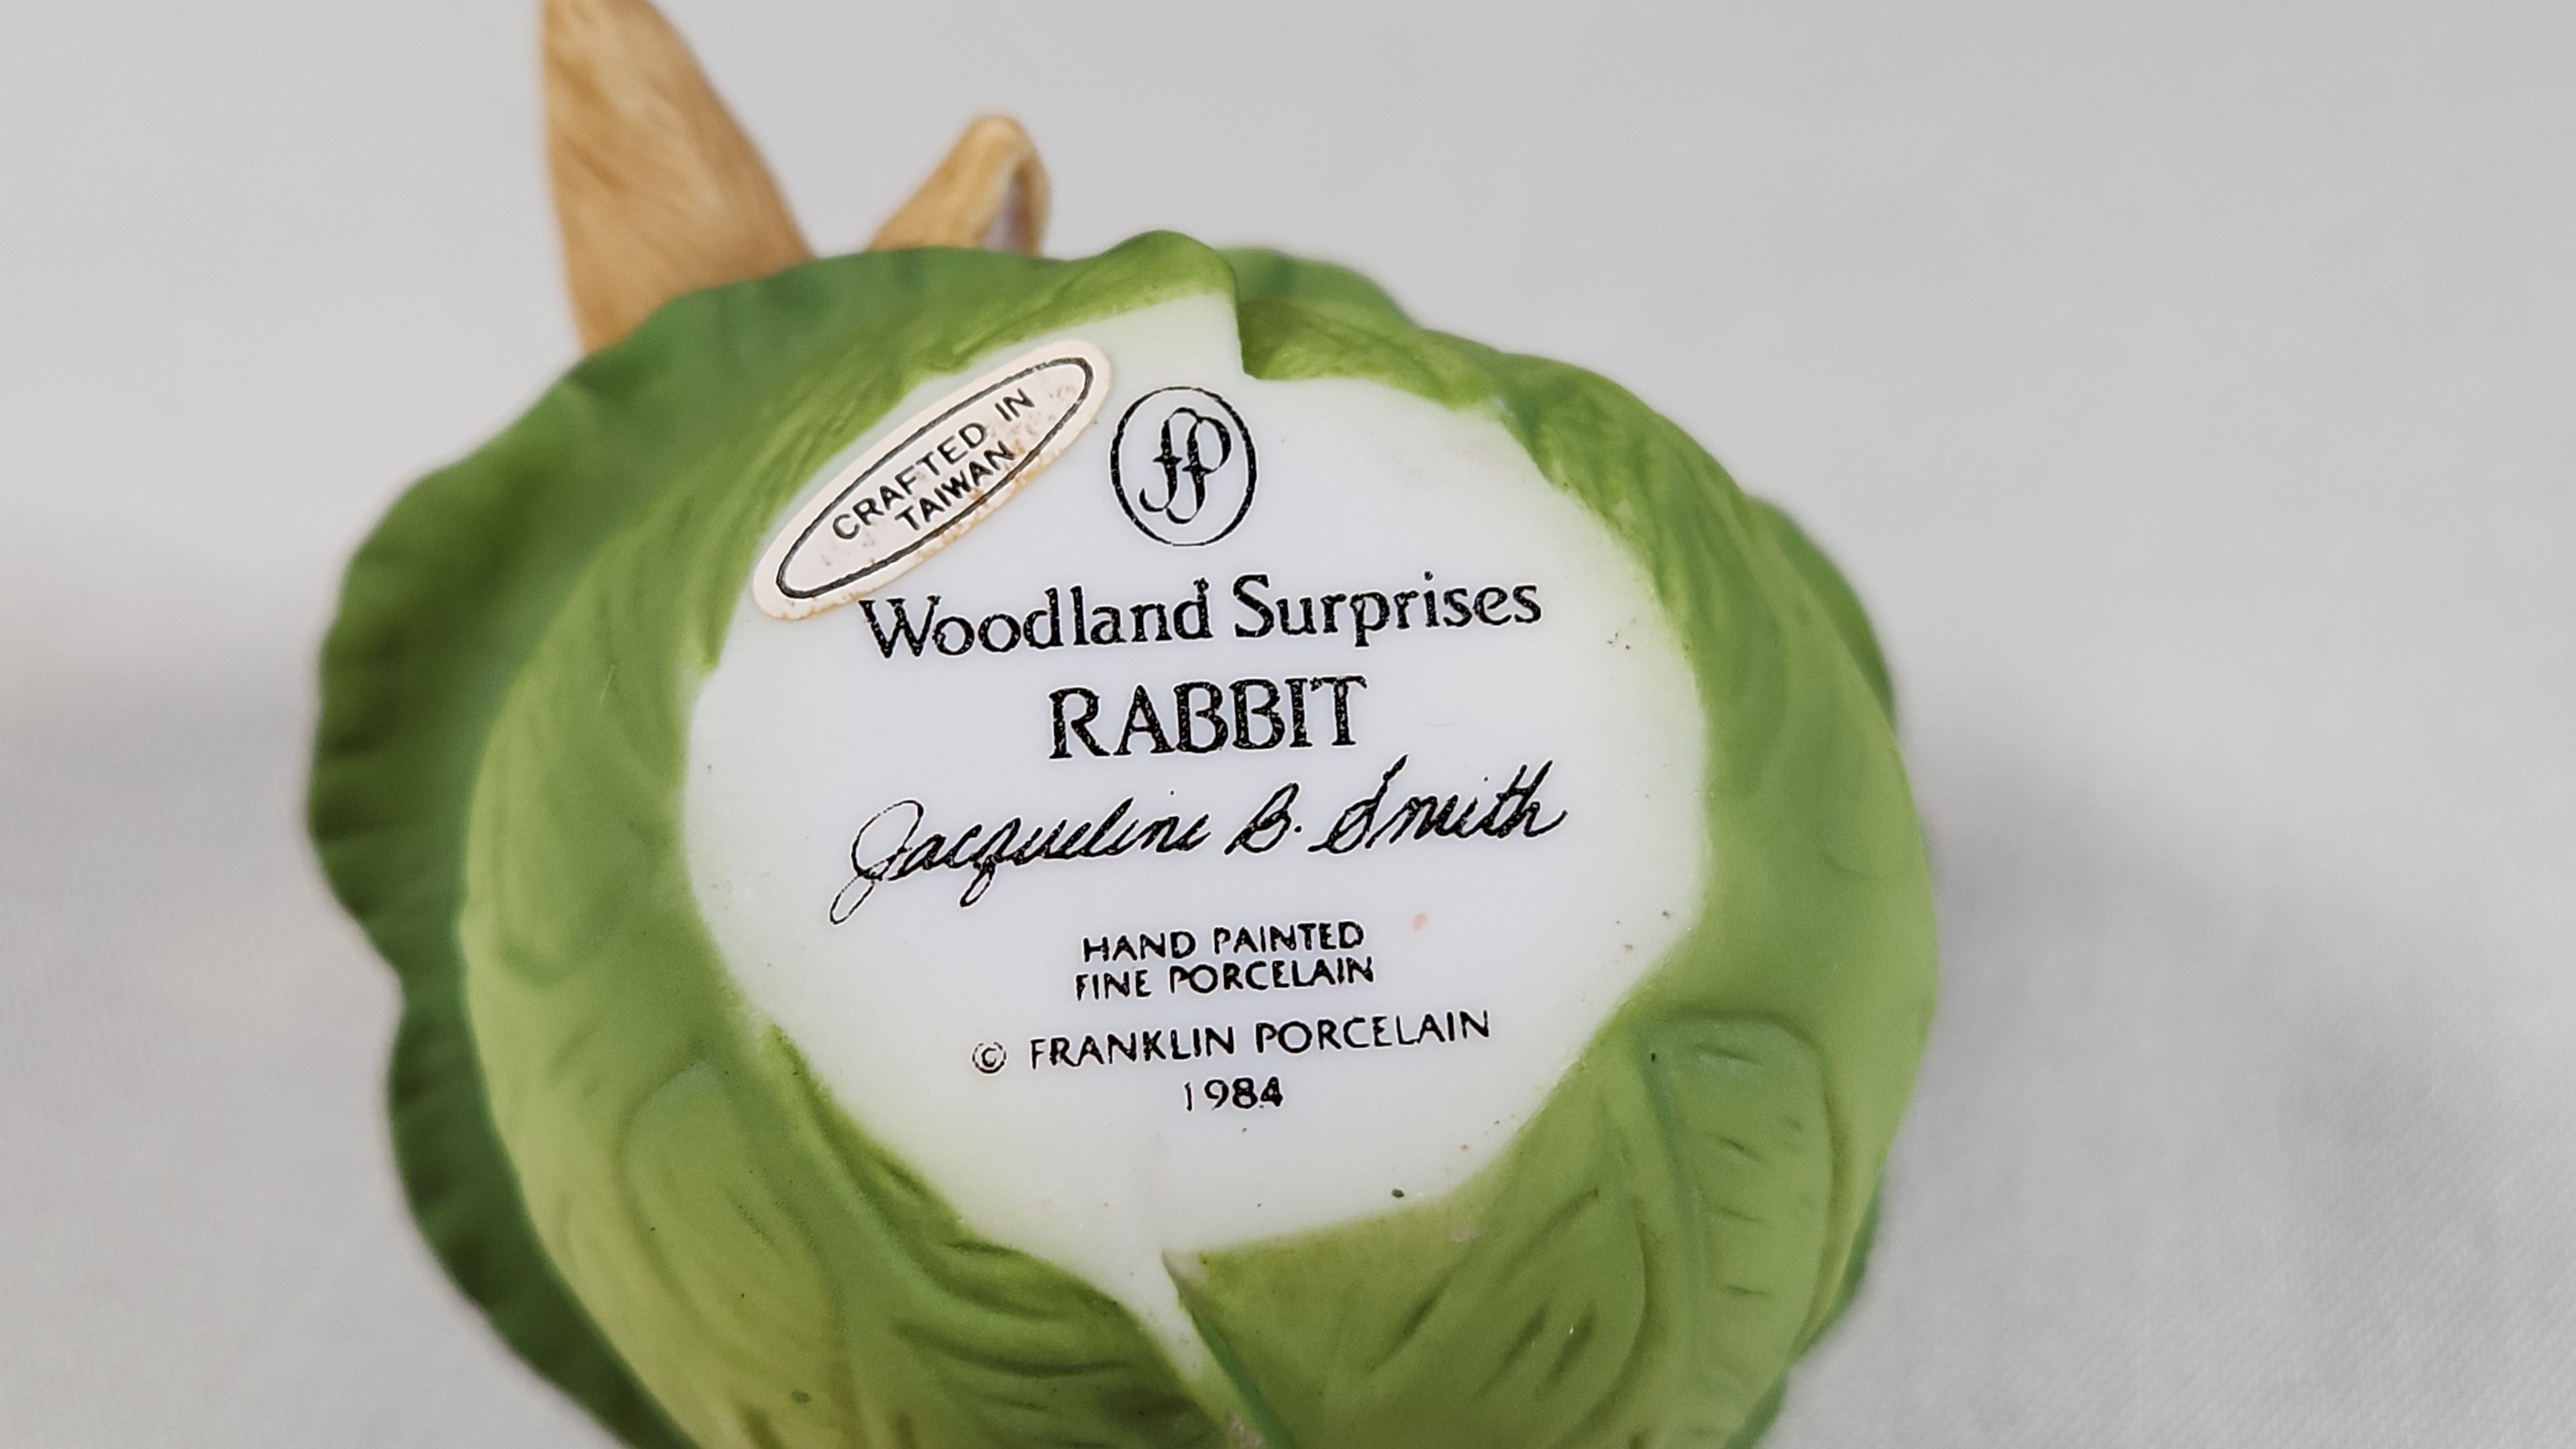 CRAFTED IN
TAIWAN
FP
Woodland Surprises
RABBIT
Jacqueline B. Smith
HAND PAINTED
FINE PORCELAIN
© FRANKLIN PORCELAIN
1984